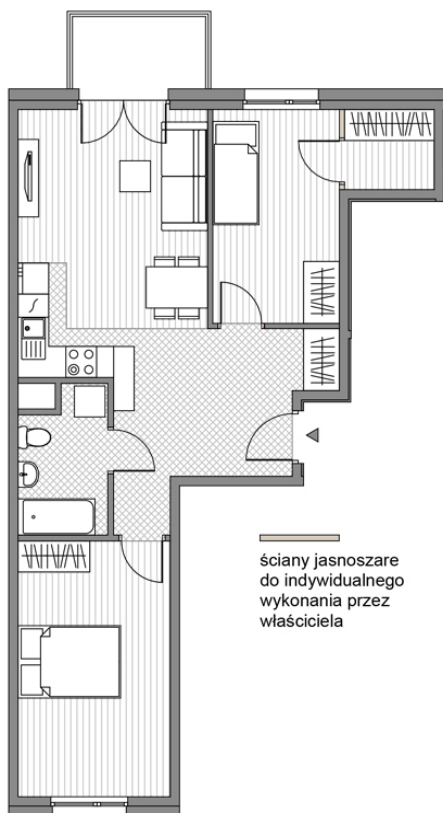 ściany jasnoszare
do indywidualnego
wykonania przez
właściciela